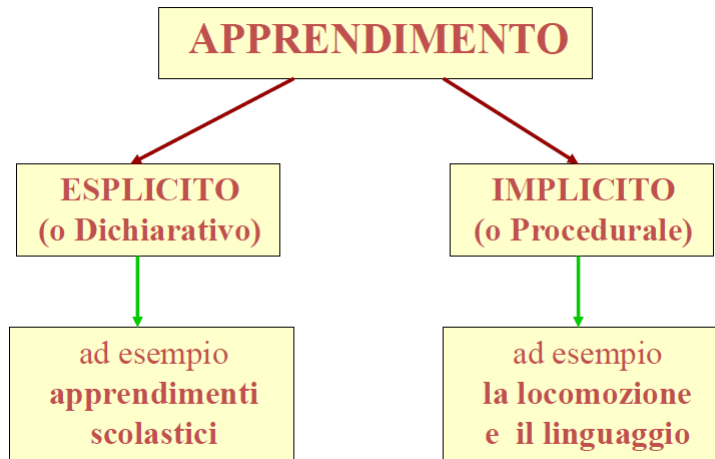 APPRENDIMENTO
ESPLICITO
(o Dichiarativo)
IMPLICITO
(o Procedurale)
ad esempio
apprendimenti
scolastici
ad esempio
la locomozione
e il linguaggio